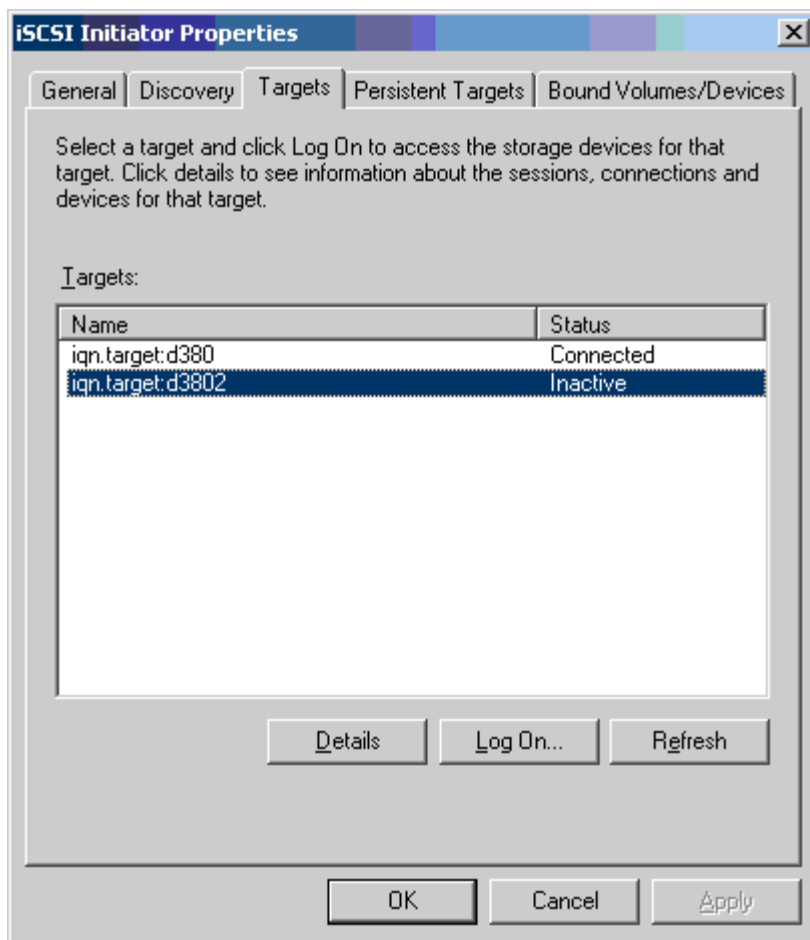 iSCSI Initiator Properties
General Discovery Targets Persistent Targets Bound Volumes/Devices
Select a target and click Log On to access the storage devices for that
target. Click details to see information about the sessions, connections and
devices for that target.
Targets:
Name Status
iqn.target:d380 Connected
iqn.target:d3802 Inactive
Details Log On... Refresh
OK Cancel Apply